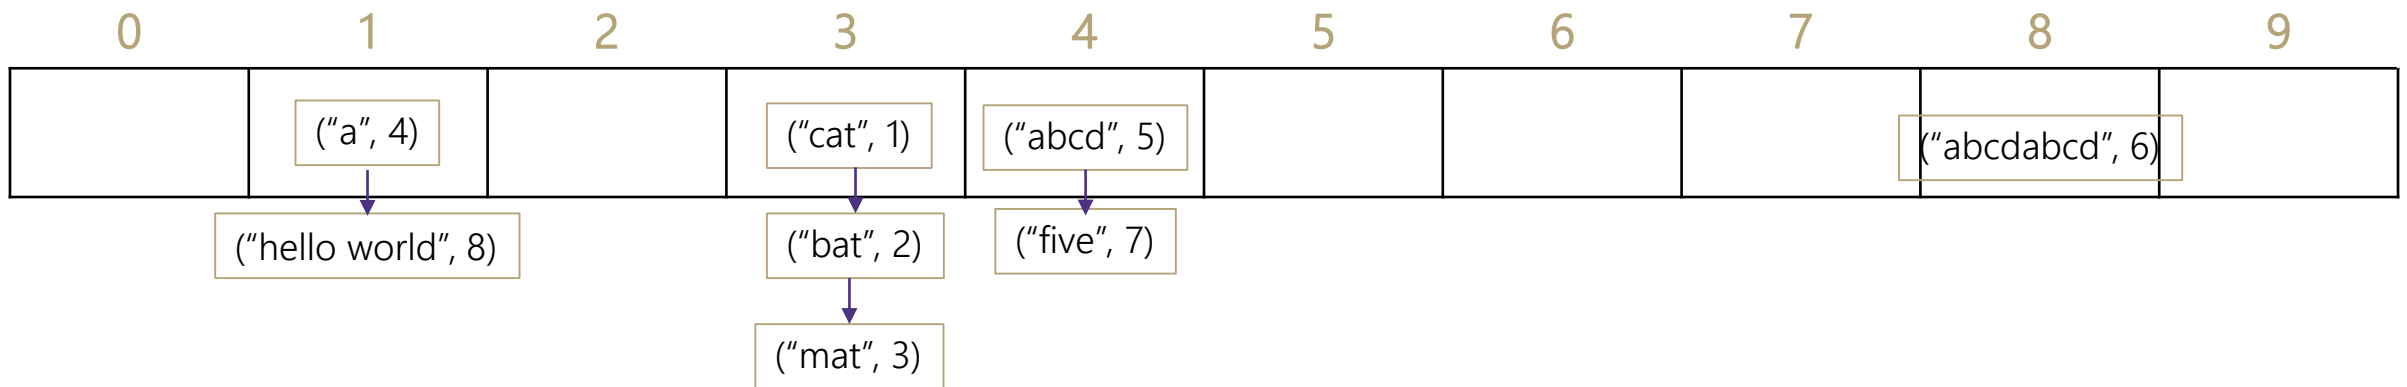 0 1 2 3 4 5 6 7 8 9
(“a”, 4) (“cat”, 1) (“abcd”, 5) (“abcdabcd”, 6)
(“hello world”, 8) (“bat”, 2) (“five”, 7)
(“mat”, 3)